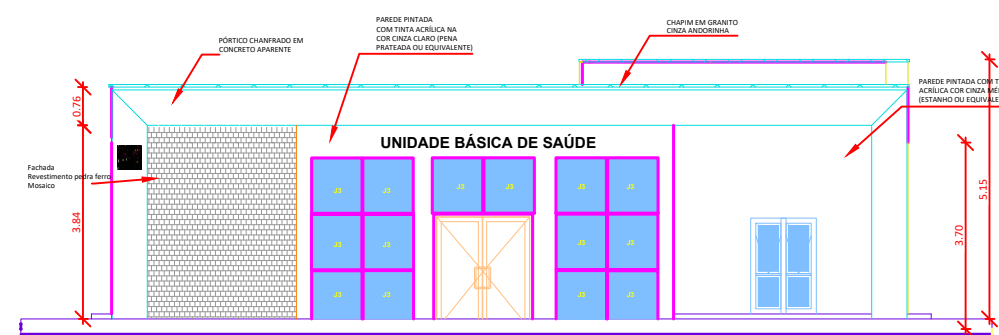 PÓRTICO CHANFRADO EM
CONCRETO APARENTE
PAREDE PINTADA
COM TINTA ACRÍLICA NA
COR CINZA CLARO (PENA
PRATEADA OU EQUIVALENTE)
CHAPIM EM GRANITO
CINZA ANDORINHA
PAREDE PINTADA COM T
ACRÍLICA COR CINZA MÉ
(ESTANHO OU EQUIVALE
0.76
UNIDADE BÁSICA DE SAÚDE
Fachada
Revestimento pedra ferro
Mosaico
J3 J3 J3 J3 J3 J3
J3 J3 J3 J3
J3 J3 J3 J3
3.84
3.70
5.15